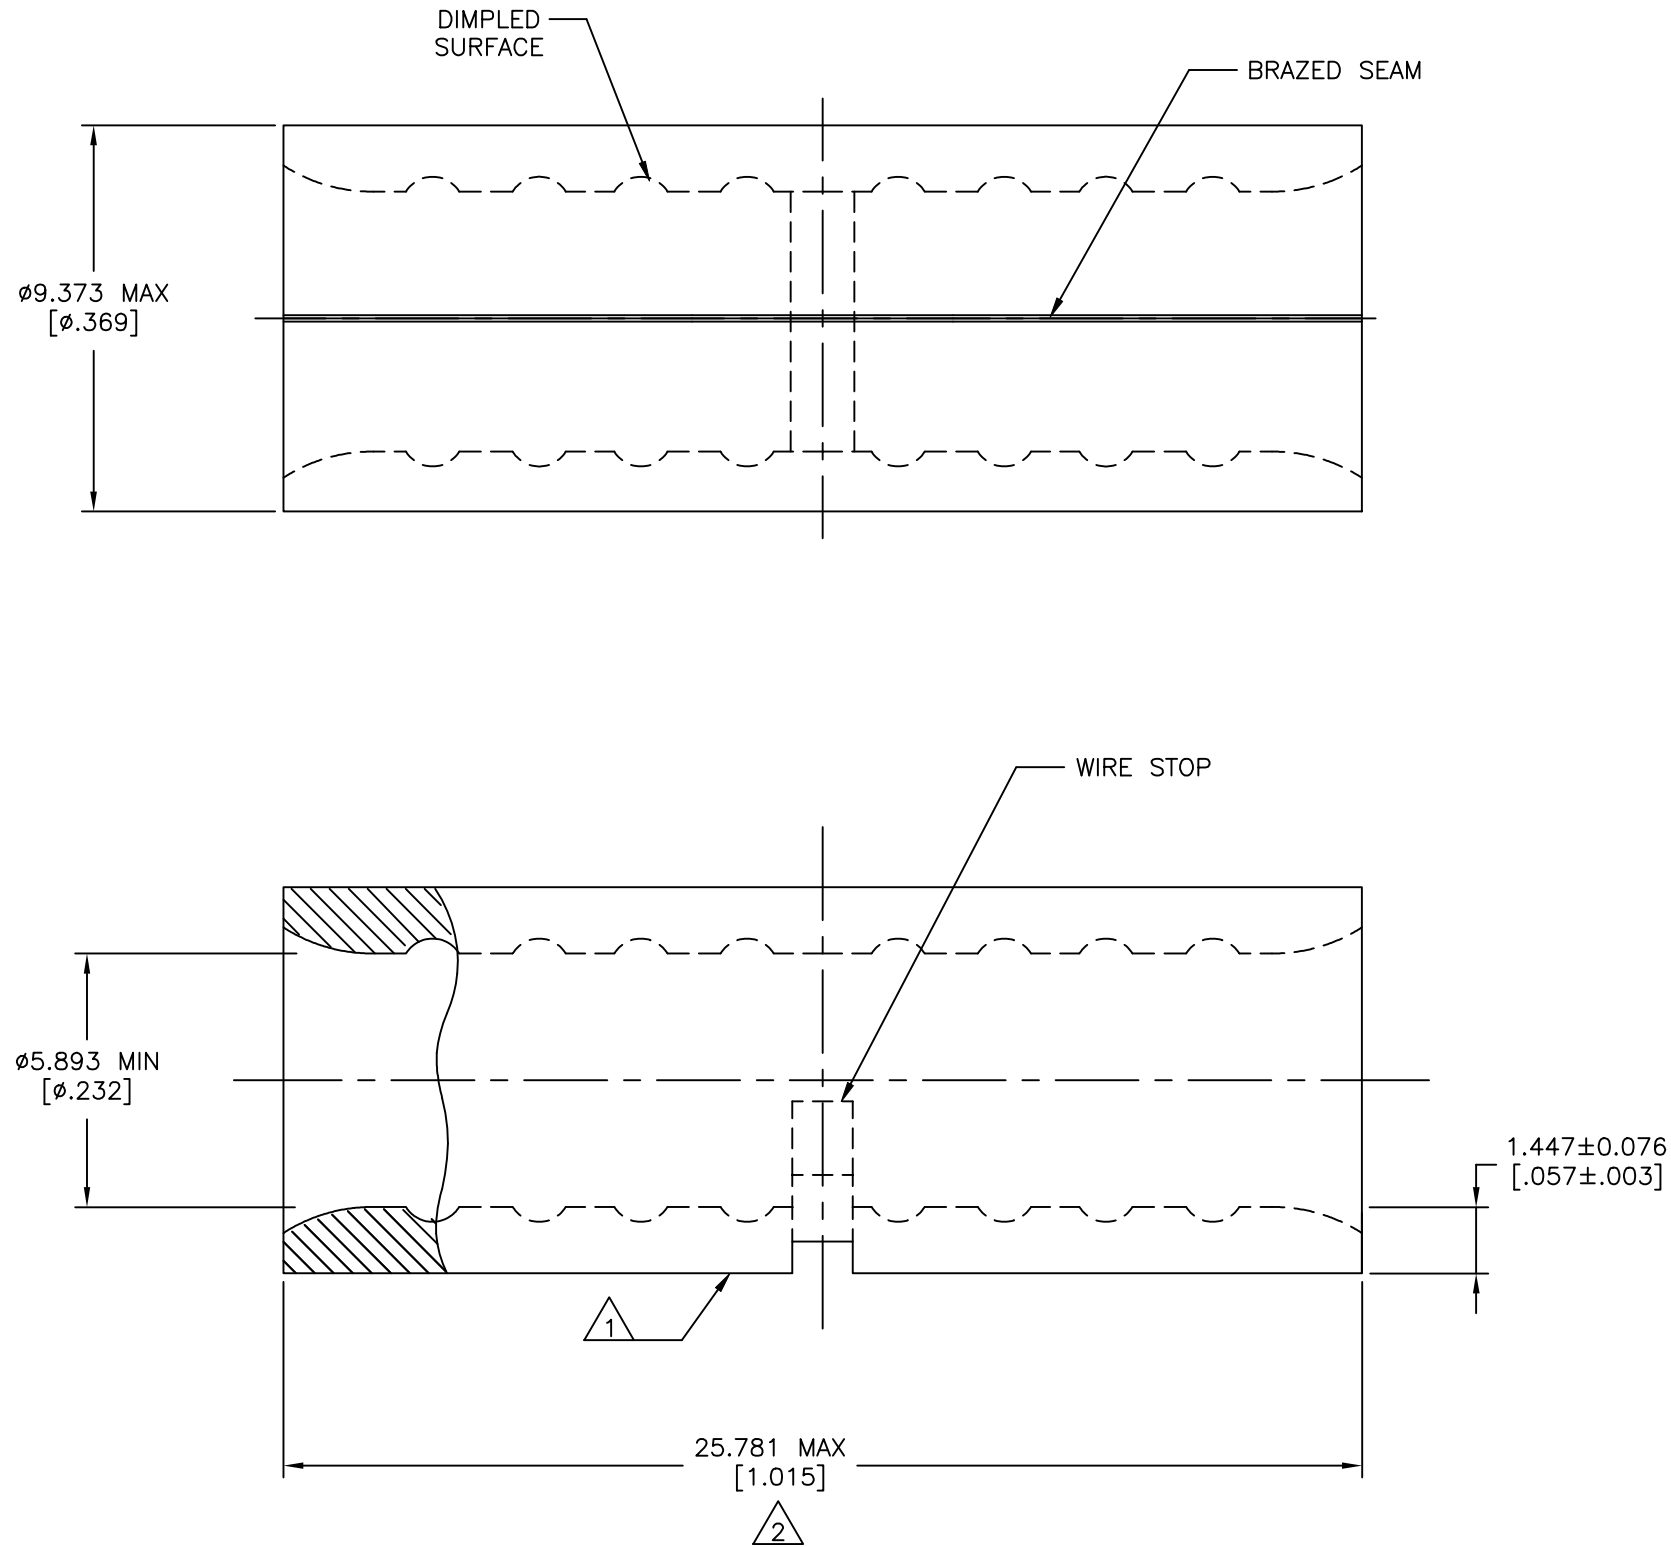 DIMPLED
SURFACE
BRAZED SEAM
ø9.373 MAX
[ø.369]
WIRE STOP
ø5.893 MIN
[ø.232]
1.447±0.076
[.057±.003]
1
25.781 MAX
[1.015]
2